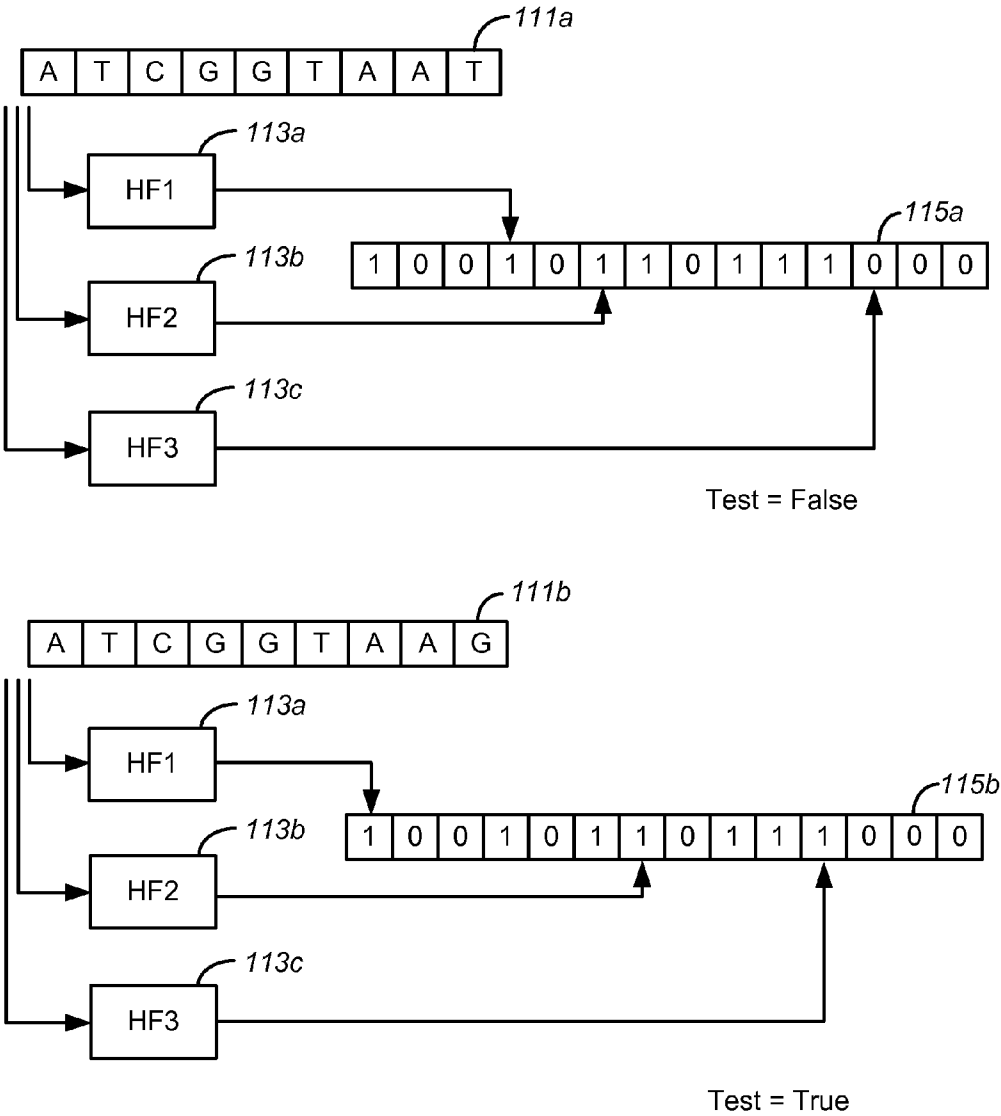 111a
A T C G G T A A T
113a
HF1
115a
1 0 0 1 0 1 1 0 1 1 1 0 0 0
113b
HF2
113c
HF3
Test = False
111b
A T C G G T A A G
113a
HF1
115b
1 0 0 1 0 1 1 0 1 1 1 0 0 0
113b
HF2
113c
HF3
Test = True